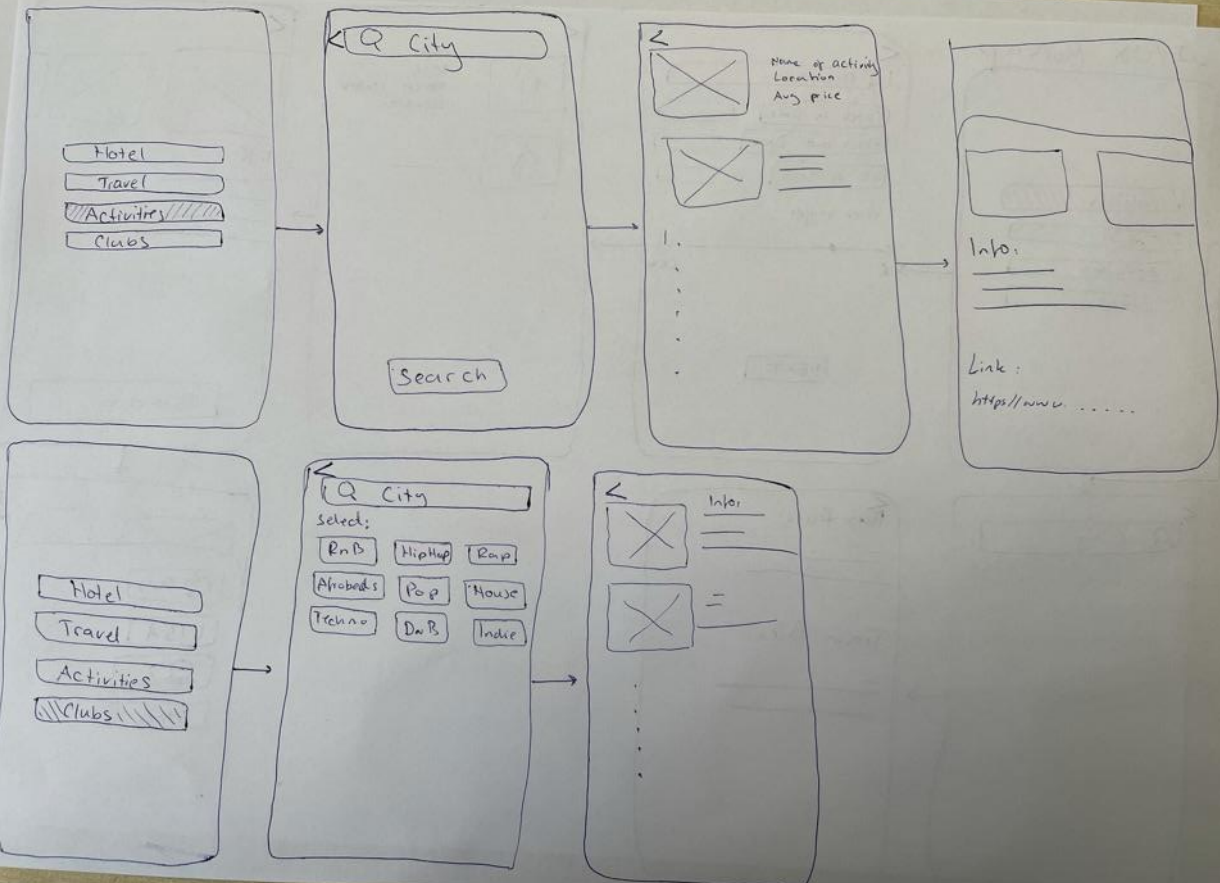 Hotel
Travel
Activities
Clubs
City
Search
Name of activity
Location
Avg price
Info:
Link:
https//www. . . . . .
Hotel
Travel
Activities
Clubs
City
Select:
RnB
HipHop
Rap
Afrobeats
Pop
House
Techno
DnB
Indie
Info: